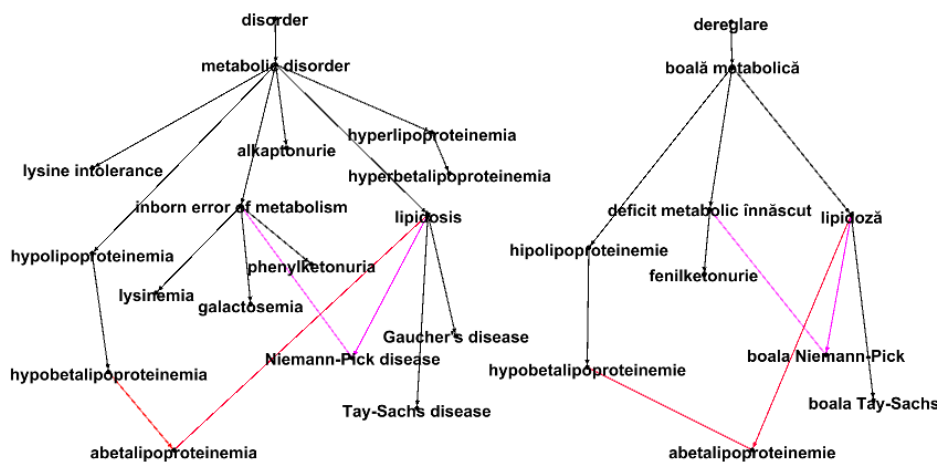 disorder
metabolic disorder
hyperlipoproteinemia
alkaptonurie
lysine intolerance
hyperbetalipoproteinemia
inborn error of metabolism
lipidosis
hypolipoproteinemia
phenylketonuria
lysinemia
galactosemia
Gaucher's disease
Niemann-Pick disease
hypobetalipoproteinemia
Tay-Sachs disease
abetalipoproteinemia
dereglare
boală metabolică
deficit metabolic înnăscut
lipidoză
hipolipoproteinemie
fenilketonurie
boala Niemann-Pick
hypobetalipoproteinemie
boala Tay-Sachs
abetalipoproteinemie